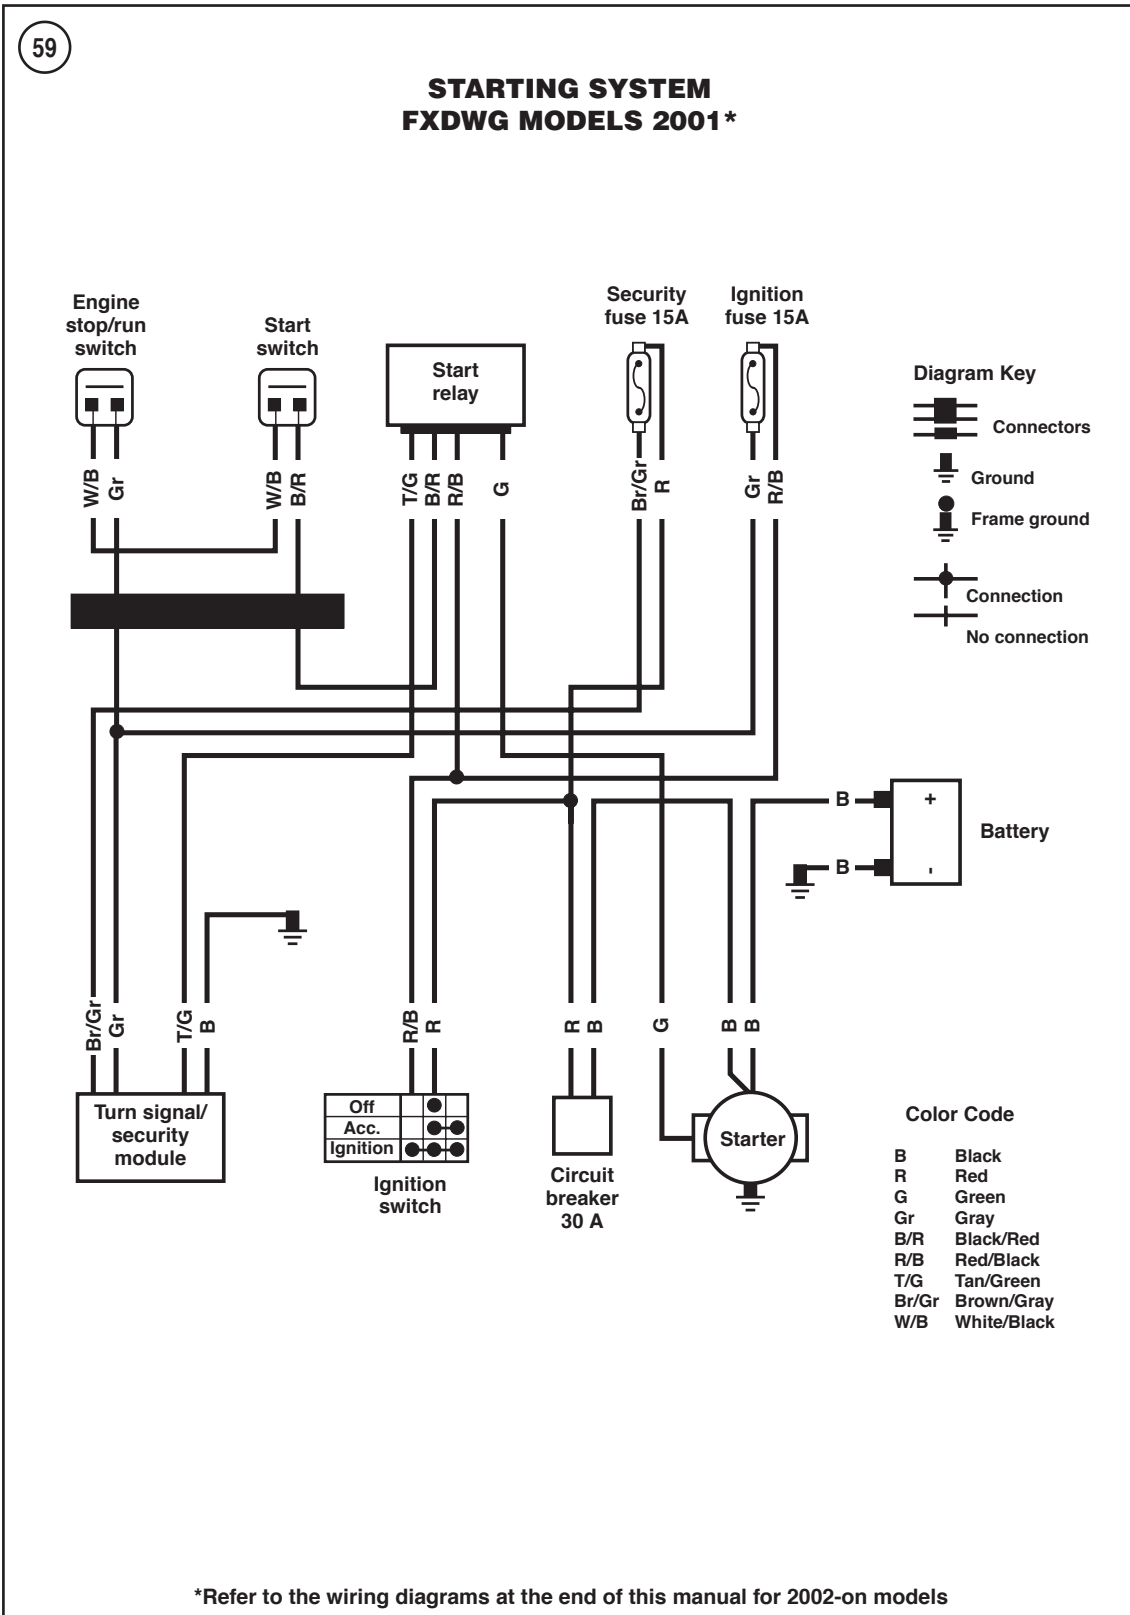 59
STARTING SYSTEM
FXDWG MODELS 2001*
Engine
stop/run
switch
Start
switch
Start
relay
Security
fuse 15A
Ignition
fuse 15A
Diagram Key
Connectors
Ground
Frame ground
Connection
No connection
W/B
Gr
W/B
B/R
T/G
B/R
R/B
G
Br/Gr
R
Gr
R/B
B
+
B
-
Battery
Br/Gr
Gr
T/G
B
R/B
R
R
B
G
B
B
Turn signal/
security
module
Off
Acc.
Ignition
Ignition
switch
Circuit
breaker
30 A
Starter
Color Code
B Black
R Red
G Green
Gr Gray
B/R Black/Red
R/B Red/Black
T/G Tan/Green
Br/Gr Brown/Gray
W/B White/Black
*Refer to the wiring diagrams at the end of this manual for 2002-on models